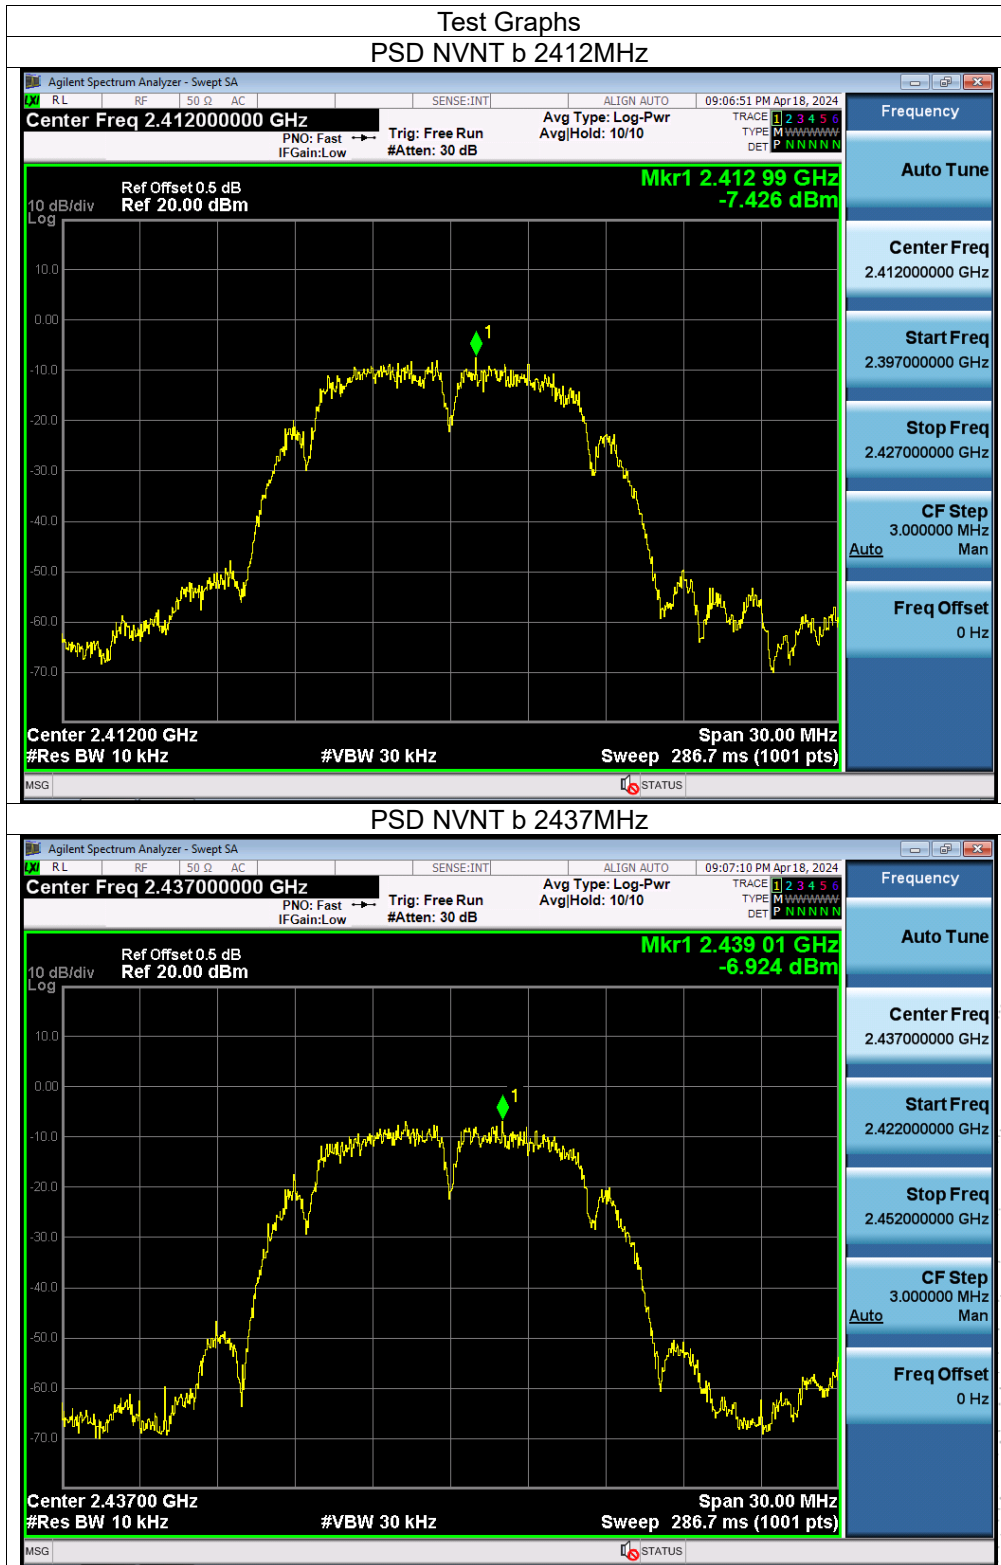 Test Graphs
PSD NVNT b 2412MHz
Agilent Spectrum Analyzer - Swept SA
LXI RL RF 50 Ω AC SENSE:INT ALIGN AUTO 09:06:51 PM Apr 18, 2024
Center Freq 2.412000000 GHz
PNO: Fast
IFGain:Low
Trig: Free Run
#Atten: 30 dB
Avg Type: Log-Pwr
Avg|Hold: 10/10
TRACE 1 2 3 4 5 6
TYPE M WWWWW
DET P N N N N N
Frequency
Auto Tune
Center Freq
2.412000000 GHz
Start Freq
2.397000000 GHz
Stop Freq
2.427000000 GHz
CF Step
3.000000 MHz
Auto Man
Freq Offset
0 Hz
Mkr1 2.412 99 GHz
-7.426 dBm
Ref Offset 0.5 dB
10 dB/div Ref 20.00 dBm
Log
10.0
0.00
-10.0
-20.0
-30.0
-40.0
-50.0
-60.0
-70.0
1
Center 2.41200 GHz Span 30.00 MHz
#Res BW 10 kHz #VBW 30 kHz Sweep 286.7 ms (1001 pts)
MSG STATUS
PSD NVNT b 2437MHz
Agilent Spectrum Analyzer - Swept SA
LXI RL RF 50 Ω AC SENSE:INT ALIGN AUTO 09:07:10 PM Apr 18, 2024
Center Freq 2.437000000 GHz
PNO: Fast
IFGain:Low
Trig: Free Run
#Atten: 30 dB
Avg Type: Log-Pwr
Avg|Hold: 10/10
TRACE 1 2 3 4 5 6
TYPE M WWWWW
DET P N N N N N
Frequency
Auto Tune
Center Freq
2.437000000 GHz
Start Freq
2.422000000 GHz
Stop Freq
2.452000000 GHz
CF Step
3.000000 MHz
Auto Man
Freq Offset
0 Hz
Mkr1 2.439 01 GHz
-6.924 dBm
Ref Offset 0.5 dB
10 dB/div Ref 20.00 dBm
Log
10.0
0.00
-10.0
-20.0
-30.0
-40.0
-50.0
-60.0
-70.0
1
Center 2.43700 GHz Span 30.00 MHz
#Res BW 10 kHz #VBW 30 kHz Sweep 286.7 ms (1001 pts)
MSG STATUS